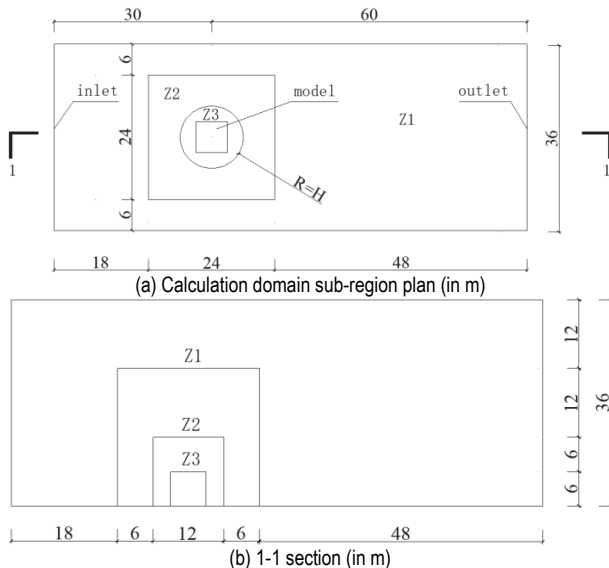 30 60
6
inlet Z2 model outlet
Z3 Z1
1 24 36 1
R=H
6
18 24 48
(a) Calculation domain sub-region plan (in m)
12
Z1
12 36
Z2
6
Z3
6
18 6 12 6 48
(b) 1-1 section (in m)